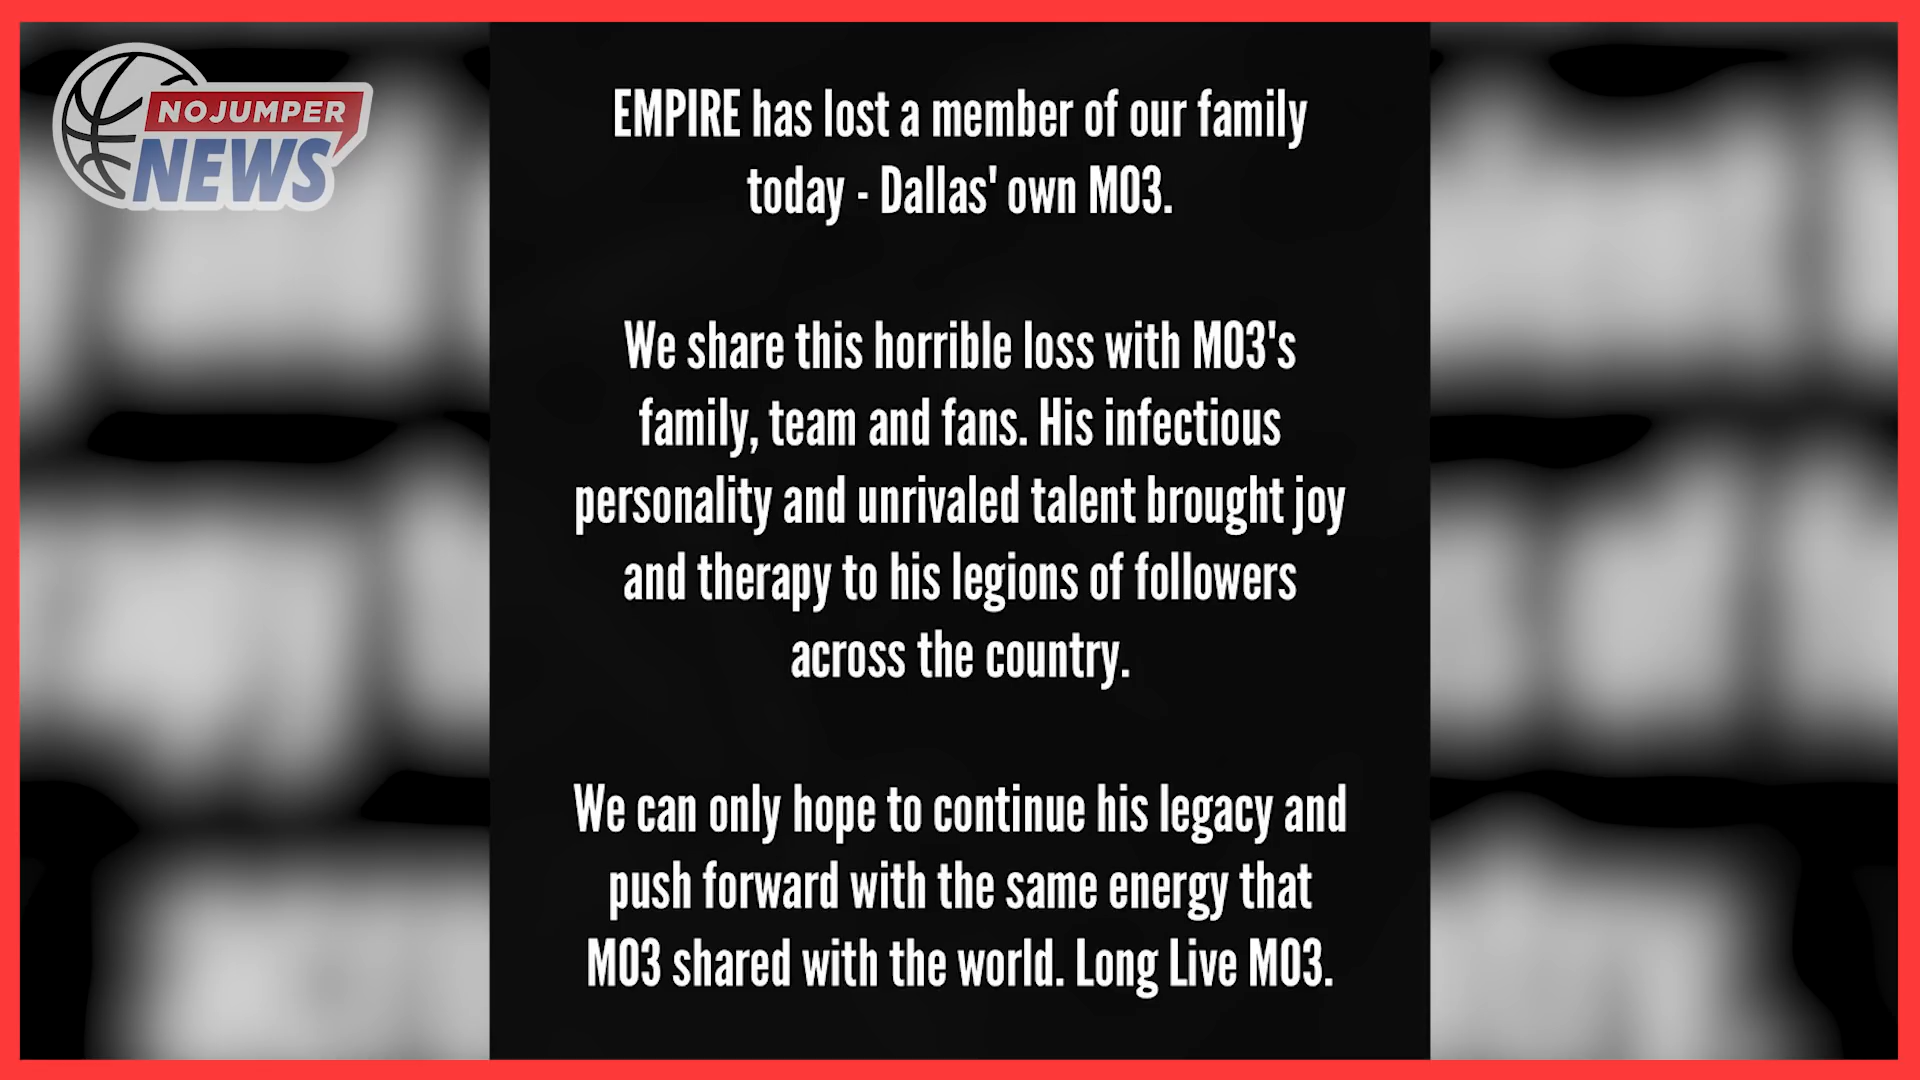 NOJUMPER
NEWS
EMPIRE has lost a member of our family
today - Dallas' own MO3.
We share this horrible loss with MO3's
family, team and fans. His infectious
personality and unrivaled talent brought joy
and therapy to his legions of followers
across the country.
We can only hope to continue his legacy and
push forward with the same energy that
MO3 shared with the world. Long Live MO3.